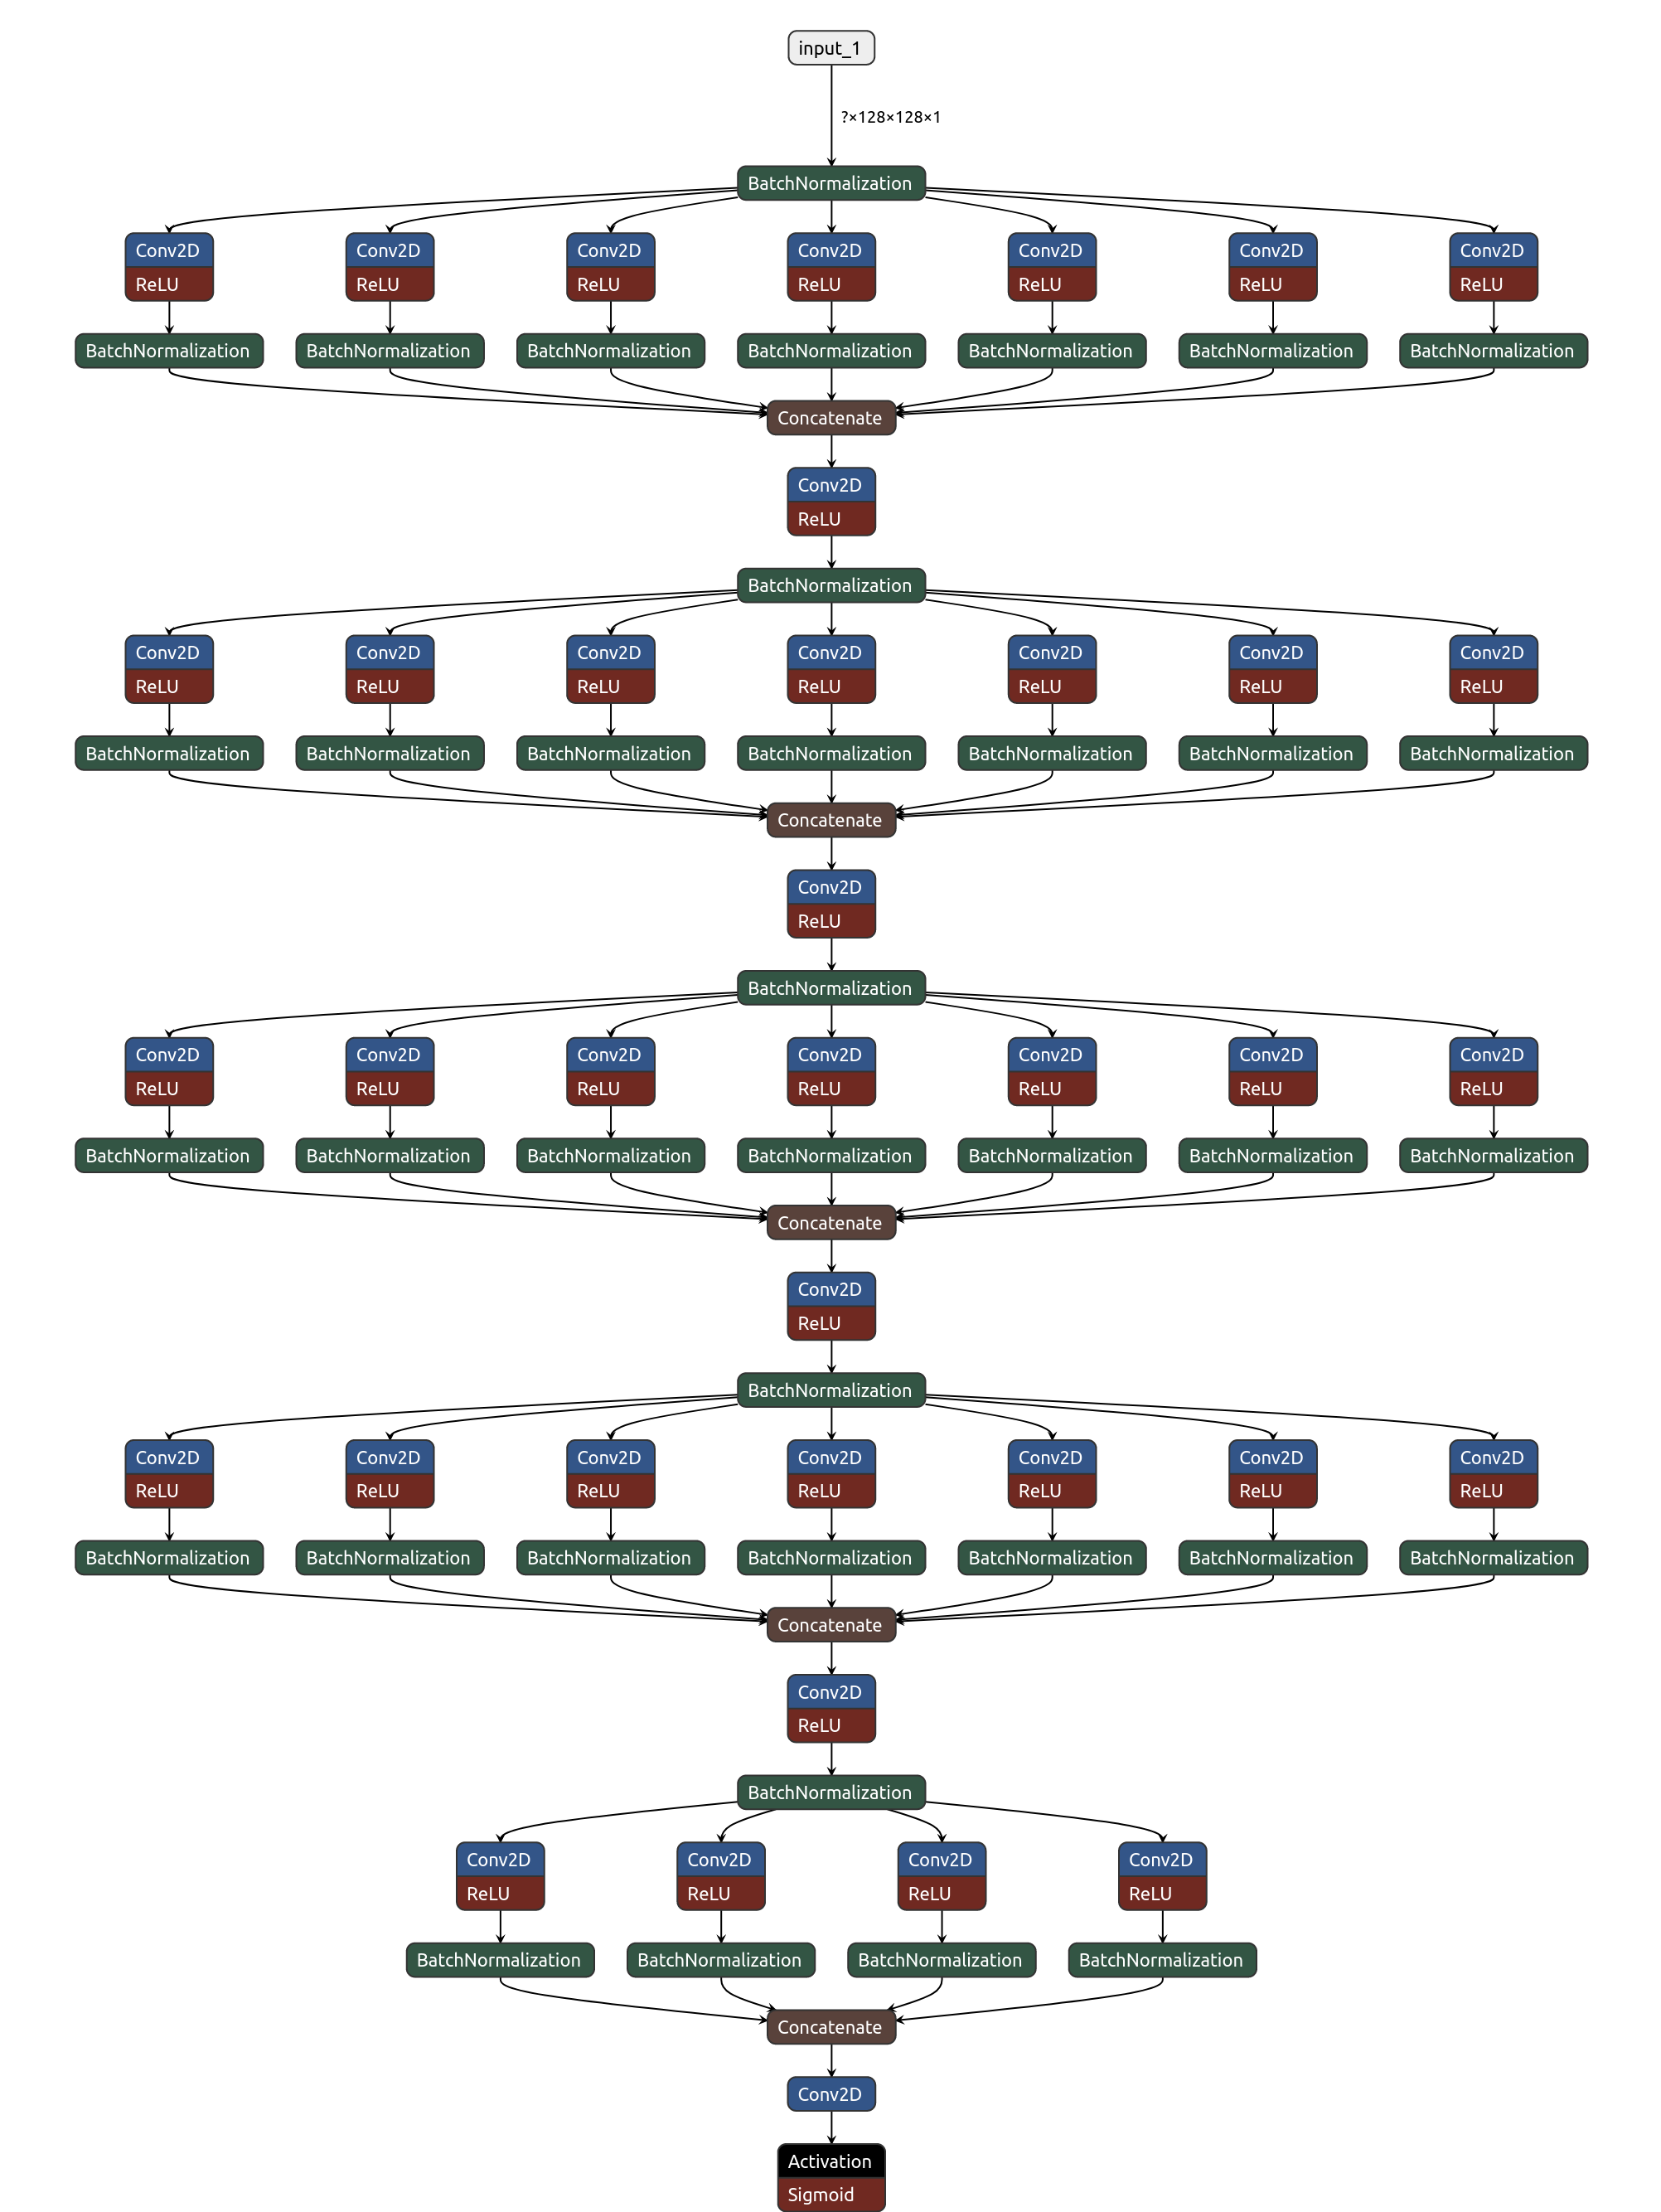 input_1
?×128×128×1
BatchNormalization
Conv2D Conv2D Conv2D Conv2D Conv2D Conv2D Conv2D
ReLU ReLU ReLU ReLU ReLU ReLU ReLU
BatchNormalization BatchNormalization BatchNormalization BatchNormalization BatchNormalization BatchNormalization BatchNormalization
Concatenate
Conv2D
ReLU
BatchNormalization
Conv2D Conv2D Conv2D Conv2D Conv2D Conv2D Conv2D
ReLU ReLU ReLU ReLU ReLU ReLU ReLU
BatchNormalization BatchNormalization BatchNormalization BatchNormalization BatchNormalization BatchNormalization BatchNormalization
Concatenate
Conv2D
ReLU
BatchNormalization
Conv2D Conv2D Conv2D Conv2D Conv2D Conv2D Conv2D
ReLU ReLU ReLU ReLU ReLU ReLU ReLU
BatchNormalization BatchNormalization BatchNormalization BatchNormalization BatchNormalization BatchNormalization BatchNormalization
Concatenate
Conv2D
ReLU
BatchNormalization
Conv2D Conv2D Conv2D Conv2D Conv2D Conv2D Conv2D
ReLU ReLU ReLU ReLU ReLU ReLU ReLU
BatchNormalization BatchNormalization BatchNormalization BatchNormalization BatchNormalization BatchNormalization BatchNormalization
Concatenate
Conv2D
ReLU
BatchNormalization
Conv2D Conv2D Conv2D Conv2D
ReLU ReLU ReLU ReLU
BatchNormalization BatchNormalization BatchNormalization BatchNormalization
Concatenate
Conv2D
Activation
Sigmoid